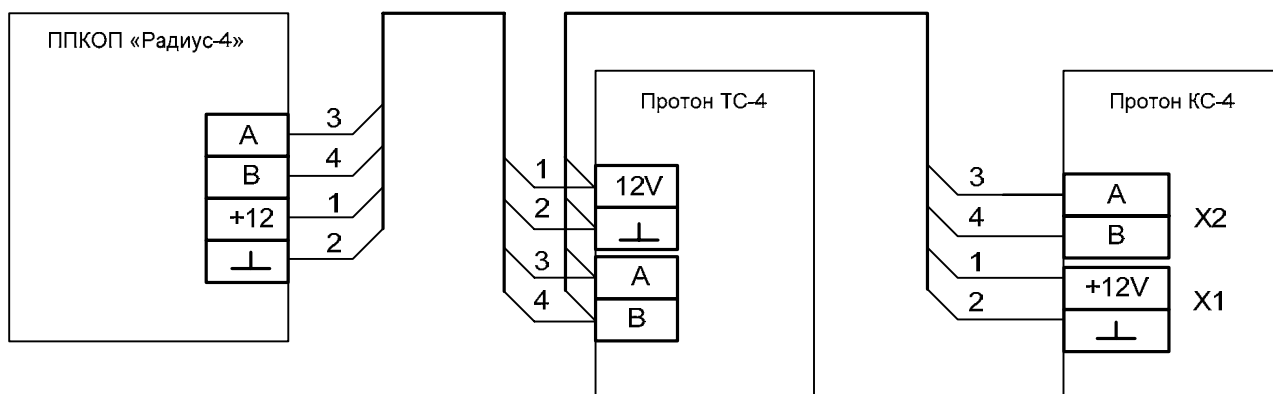 ППКОП «Радиус-4»
A
3
B
4
+12
1
2
Протон ТС-4
1
12V
2
3
A
4
B
Протон КС-4
3
A
4
B
X2
1
+12V
2
X1